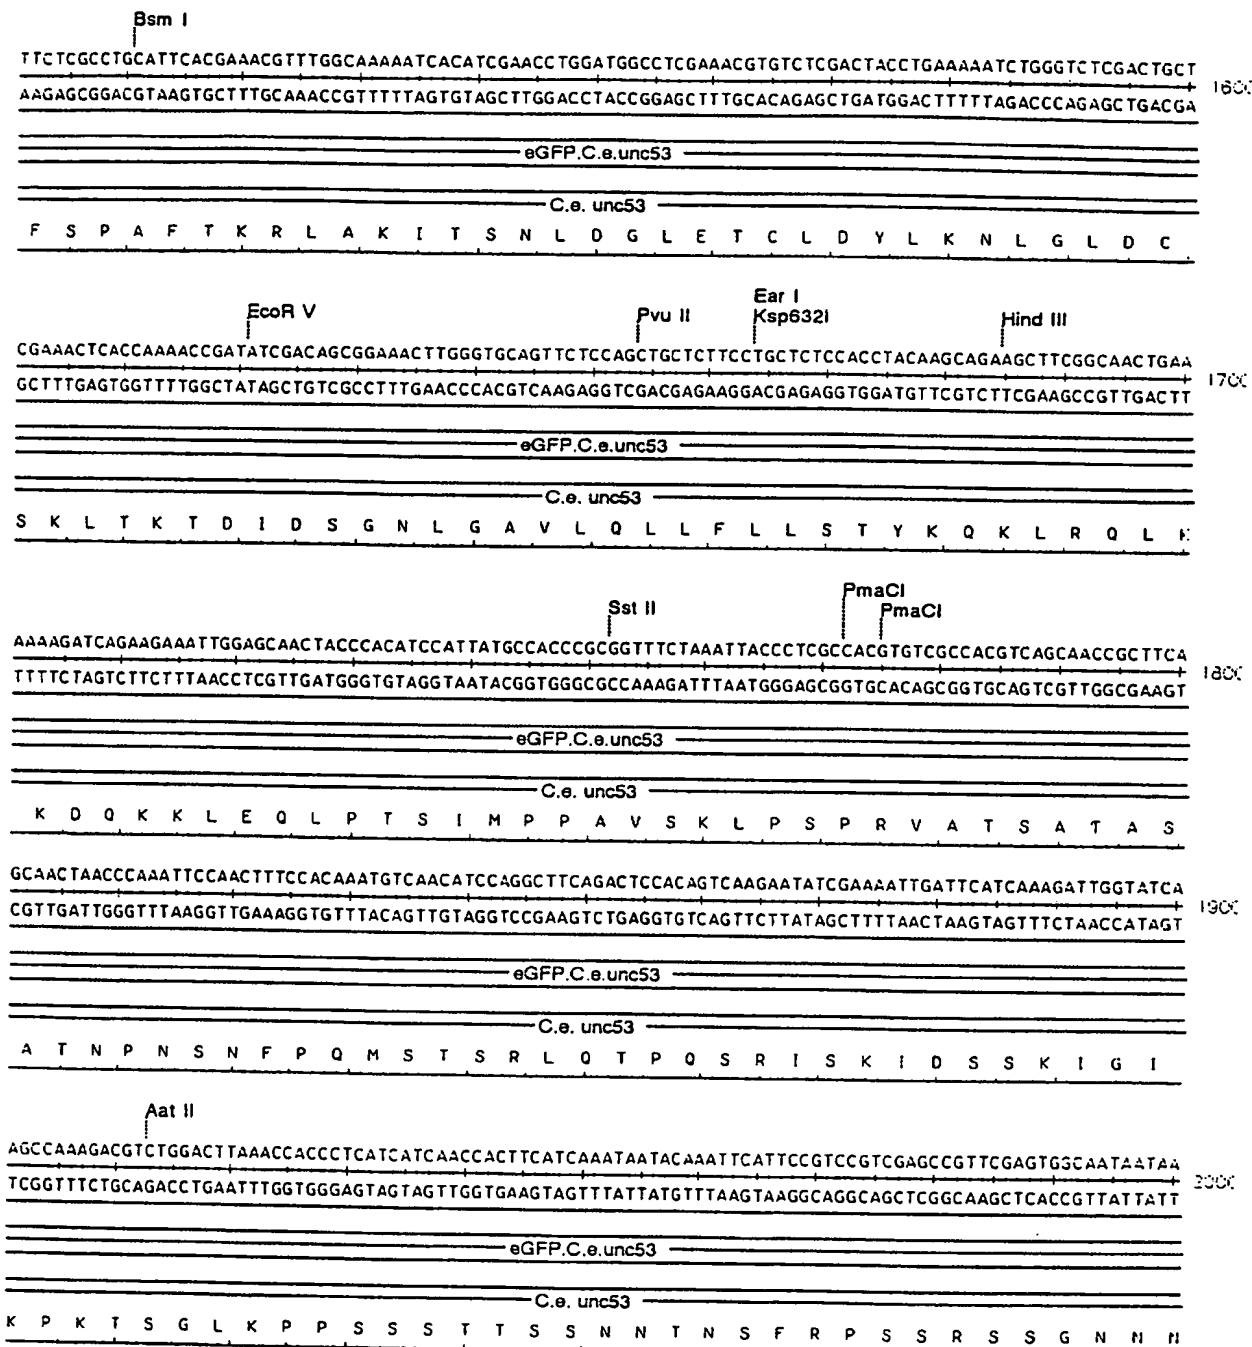 Bsm I
TTCTCGCCTGCATTCACGAAACGTTTGGCAAAAATCACATCGAACCTGGATGGCCTCGAAACGTGTCTCGACTACCTGAAAAATCTGGGTCTCGACTGCT
AAGAGCGGACGTAAGTGCTTTGCAAACCGTTTTTAGTGTAGCTTGGACCTACCGGAGCTTTGCACAGAGCTGATGGACTTTTTAGACCCAGAGCTGACGA
eGFP.C.e.unc53
C.e. unc53
F S P A F T K R L A K I T S N L D G L E T C L D Y L K N L G L D C
EcoR V Pvu II Ear I Ksp632I Hind III
CGAAACTCACCAAAACCGATATCGACAGCGGAAACTTGGGTGCAGTTCTCCAGCTGCTCTTCCTGCTCTCCACCTACAAGCAGAAGCTTCGGCAACTGAA
GCTTTGAGTGGTTTTGGCTATAGCTGTCGCCTTTGAACCCACGTCAAGAGGTCGACGAGAAGGACGAGAGGTGGATGTTCGTCTTCGAAGCCGTTGACTT
eGFP.C.e.unc53
C.e. unc53
S K L T K T D I D S G N L G A V L Q L L F L L S T Y K Q K L R Q L
Sst II PmaCI PmaCI
AAAAGATCAGAAGAAATTGGAGCAACTACCCACATCCATTATGCCACCCGCGGTTTCTAAATTACCCTCGCCACGTGTCGCCACGTCAGCAACCGCTTCA
TTTTCTAGTCTTCTTTAACCTCGTTGATGGGTGTAGGTAATACGGTGGGCGCCAAAGATTTAATGGGAGCGGTGCACAGCGGTGCAGTCGTTGGCGAAGT
eGFP.C.e.unc53
C.e. unc53
K D Q K K L E Q L P T S I M P P A V S K L P S P R V A T S A T A S
GCAACTAACCCAAATTCCAACTTTCCACAAATGTCAACATCCAGGCTTCAGACTCCACAGTCAAGAATATCGAAAATTGATTCATCAAAGATTGGTATCA
CGTTGATTGGGTTTAAGGTTGAAAGGTGTTTACAGTTGTAGGTCCGAAGTCTGAGGTGTCAGTTCTTATAGCTTTTAACTAAGTAGTTTCTAACCATAGT
eGFP.C.e.unc53
C.e. unc53
A T N P N S N F P Q M S T S R L Q T P Q S R I S K I D S S K I G I
Aat II
AGCCAAAGACGTCTGGACTTAAACCACCCTCATCATCAACCACTTCATCAAATAATACAAATTCATTCCGTCCGTCGAGCCGTTCGAGTGGCAATAATAA
TCGGTTTCTGCAGACCTGAATTTGGTGGGAGTAGTAGTTGGTGAAGTAGTTTATTATGTTTAAGTAAGGCAGGCAGCTCGGCAAGCTCACCGTTATTATT
eGFP.C.e.unc53
C.e. unc53
K P K T S G L K P P S S S T T S S N N T N S F R P S S R S S G N N N